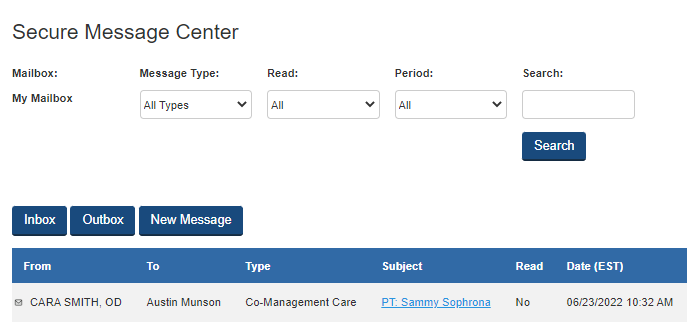 Secure Message Center
Mailbox: Message Type: Read: Period: Search:
My Mailbox All Types All All
Search
Inbox Outbox New Message
From To Type Subject Read Date (EST)
CARA SMITH, OD Austin Munson Co-Management Care PT: Sammy Sophrona No 06/23/2022 10:32 AM